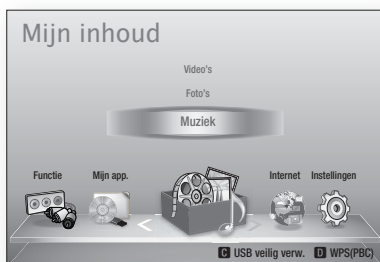 Mijn inhoud
Video's
Foto's
Muziek
Functie Mijn app. Internet Instellingen
C USB veilig verw. D WPS(PBC)